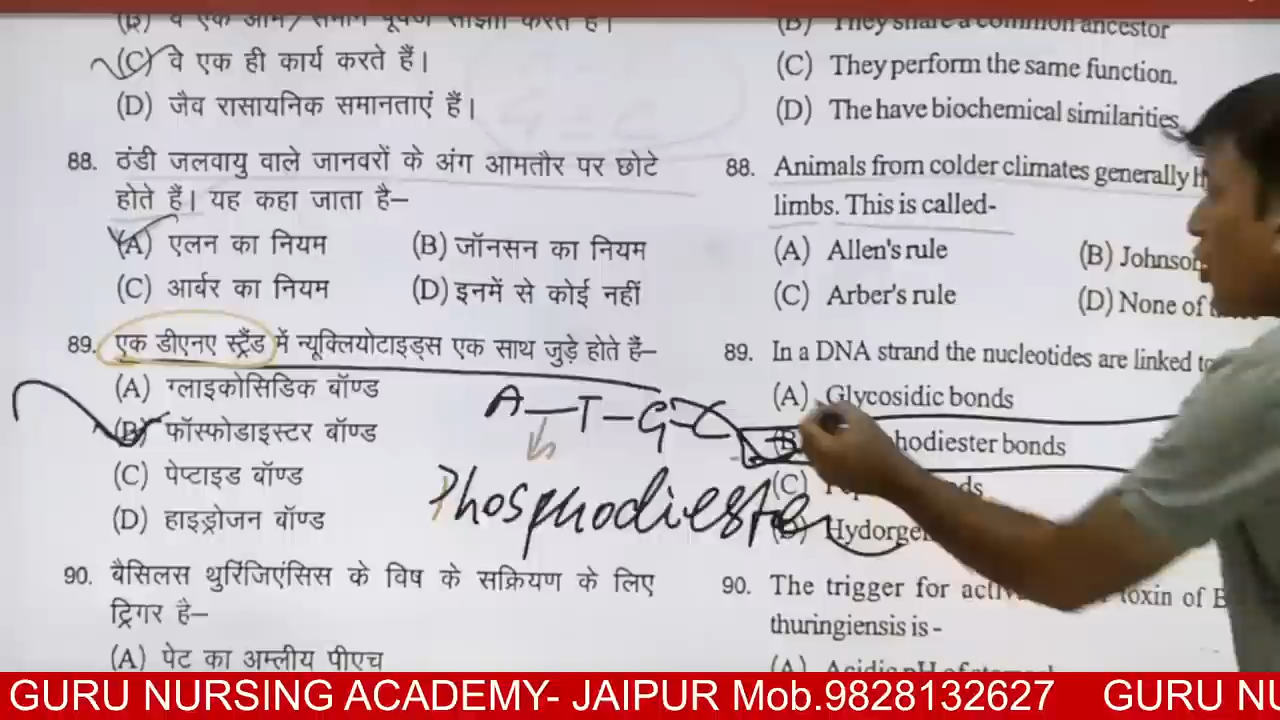 (C) वे एक ही कार्य करते हैं।
(D) जैव रासायनिक समानताएं हैं।
88. ठंडी जलवायु वाले जानवरों के अंग आमतौर पर छोटे
होते हैं। यह कहा जाता है–
(A) एलन का नियम (B) जॉनसन का नियम
(C) आर्बर का नियम (D) इनमें से कोई नहीं
89. एक डीएनए स्ट्रैंड में न्यूक्लियोटाइड्स एक साथ जुड़े होते हैं–
(A) ग्लाइकोसिडिक बॉण्ड
(B) फॉस्फोडाइस्टर बॉण्ड
(C) पेप्टाइड बॉण्ड
(D) हाइड्रोजन बॉण्ड
A–T–G–C
Phosphodiester
90. बैसिलस थुरिंजिएंसिस के विष के सक्रियण के लिए
ट्रिगर है–
(A) पेट का अम्लीय पीएच
(B) They share a common ancestor
(C) They perform the same function.
(D) The have biochemical similarities
88. Animals from colder climates generally
limbs. This is called-
(A) Allen's rule (B)
(C) Arber's rule (D) None of
89. In a DNA strand the nucleotides are linked
(A) Glycosidic bonds
(B) hodiester bonds
(C)
90. The trigger for toxin of
thuringiensis is -
(A)
GURU NURSING ACADEMY- JAIPUR Mob.9828132627 GURU NU